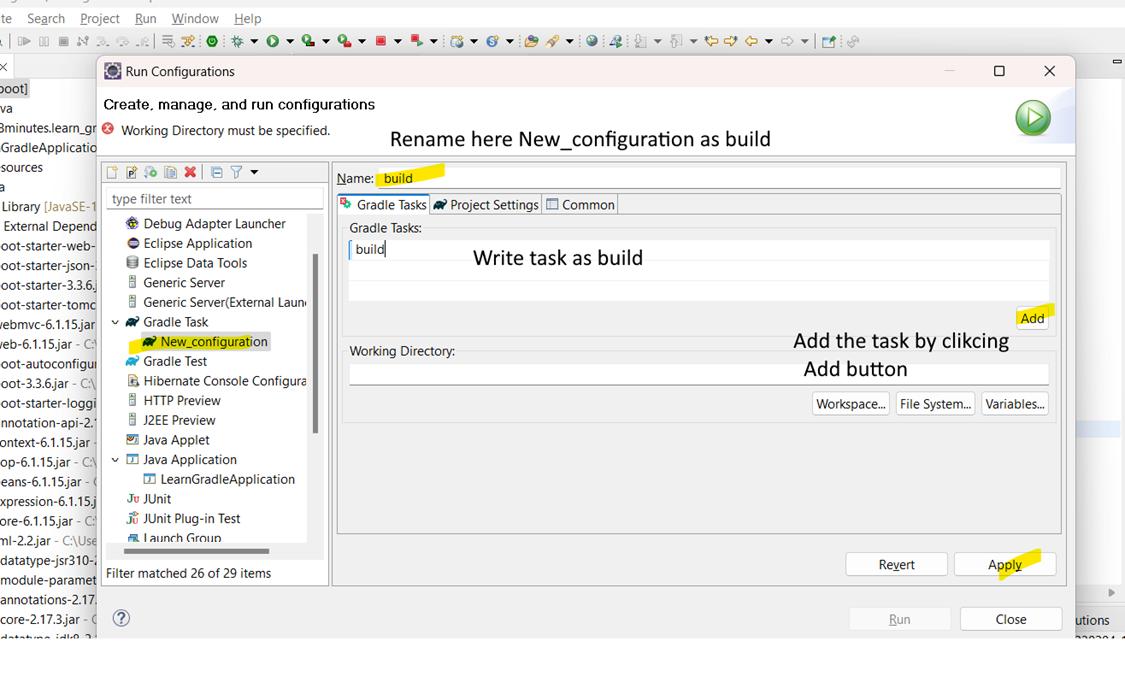 te Search Project Run Window Help
Run Configurations
Create, manage, and run configurations
Working Directory must be specified.
Rename here New_configuration as build
type filter text
Debug Adapter Launcher
Eclipse Application
Eclipse Data Tools
Generic Server
Generic Server(External Laun
Gradle Task
New_configuration
Gradle Test
Hibernate Console Configura
HTTP Preview
J2EE Preview
Java Applet
Java Application
LearnGradleApplication
JUnit
JUnit Plug-in Test
Launch Group
Filter matched 26 of 29 items
Name: build
Gradle Tasks Project Settings Common
Gradle Tasks:
build
Write task as build
Add
Add the task by clikcing
Add button
Working Directory:
Workspace... File System... Variables...
Revert Apply
Run Close
boot]
va
8minutes.learn_gr
GradleApplicatio
sources
a
Library [JavaSE-1
External Depend
oot-starter-web-
oot-starter-json-
oot-starter-3.3.6.j
oot-starter-tomc
vebmvc-6.1.15.jar
veb-6.1.15.jar - C:\
oot-autoconfigur
oot-3.3.6.jar - C:\
oot-starter-loggi
nnotation-api-2.1
ontext-6.1.15.jar -
op-6.1.15.jar - C:\
eans-6.1.15.jar - C
xpression-6.1.15.j
ore-6.1.15.jar - C:
ml-2.2.jar - C:\Use
datatype-jsr310-2
module-paramet
annotations-2.17.
core-2.17.3.jar - C
utions